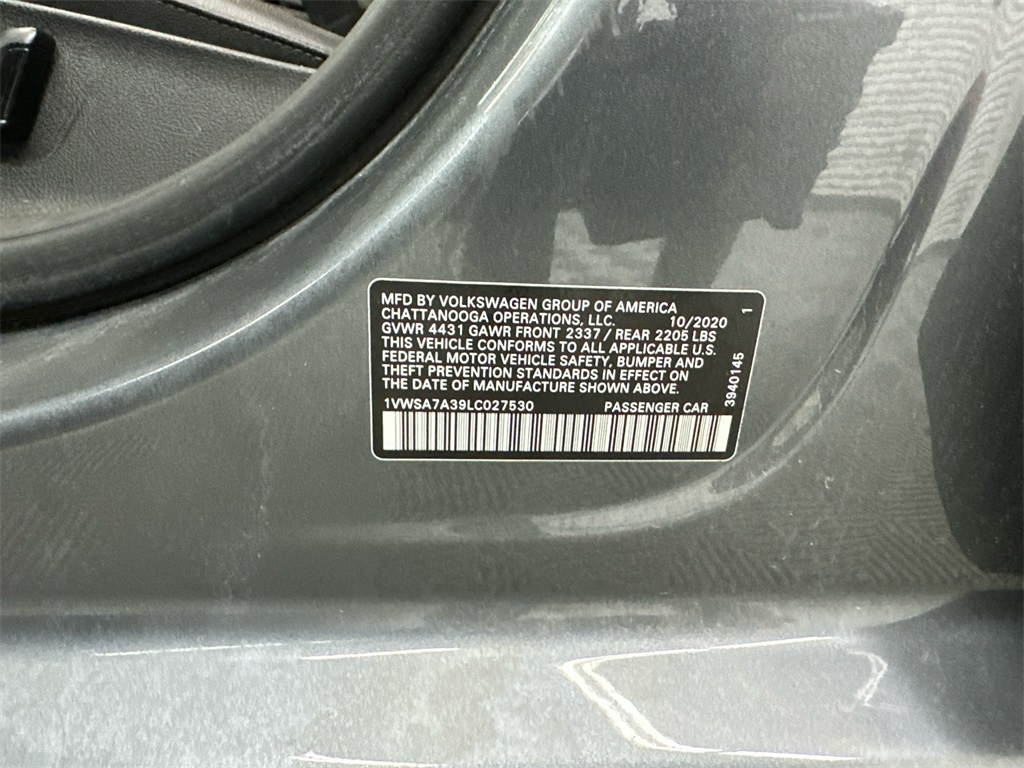 MFD BY VOLKSWAGEN GROUP OF AMERICA
CHATTANOOGA OPERATIONS, LLC. 10/2020
GVWR 4431 GAWR FRONT 2337 / REAR 2205 LBS
THIS VEHICLE CONFORMS TO ALL APPLICABLE U.S.
FEDERAL MOTOR VEHICLE SAFETY, BUMPER AND
THEFT PREVENTION STANDARDS IN EFFECT ON
THE DATE OF MANUFACTURE SHOWN ABOVE.
1VWSA7A39LC027530 PASSENGER CAR
3940145 1